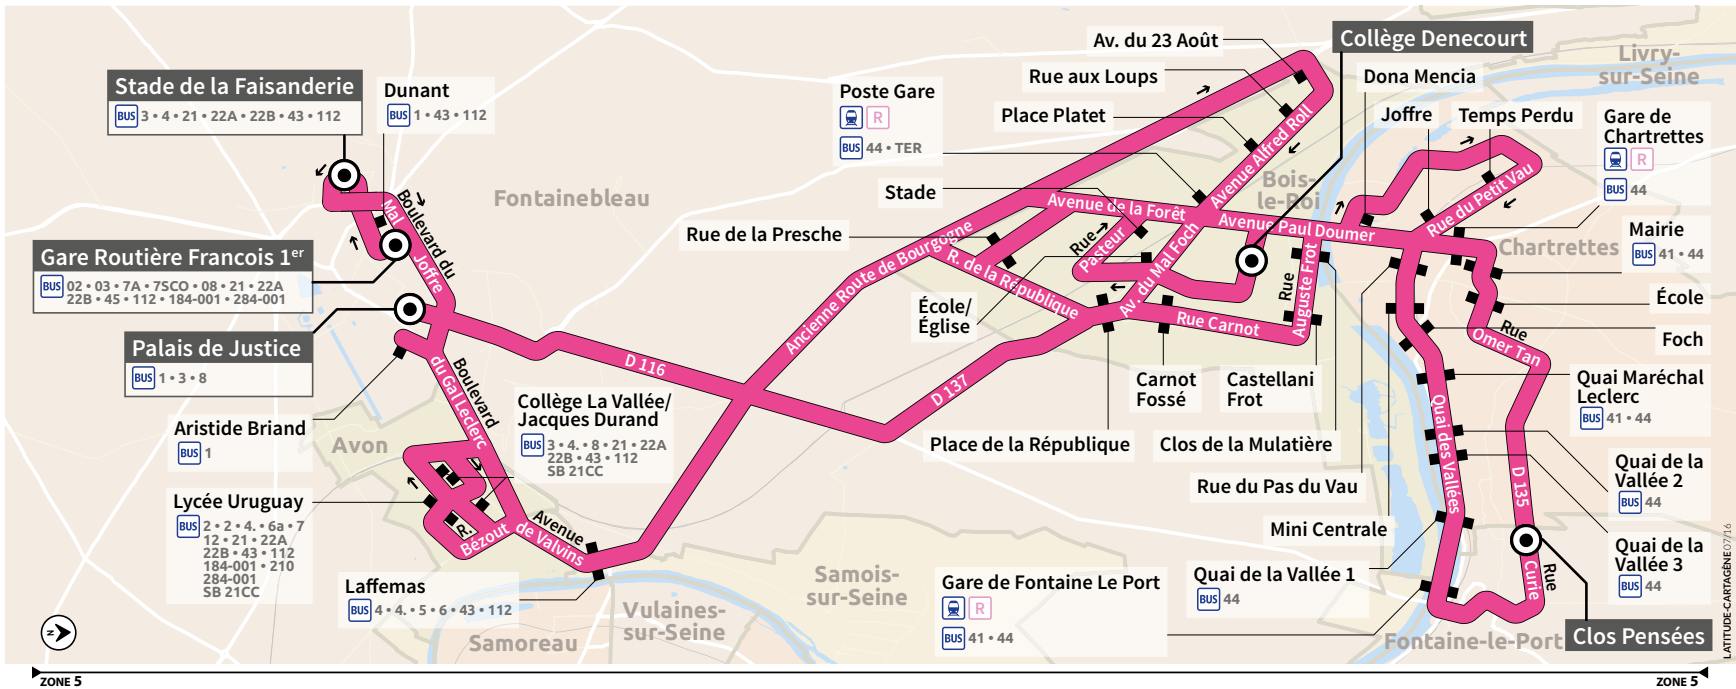 Stade de la Faisanderie
BUS 3 • 4 • 21 • 22A • 22B • 43 • 112
Dunant
BUS 1 • 43 • 112
Gare Routière Francois 1er
BUS 02 • 03 • 7A • 7SCO • 08 • 21 • 22A
22B • 45 • 112 • 184-001 • 284-001
Palais de Justice
BUS 1 • 3 • 8
Aristide Briand
BUS 1
Avon
Lycée Uruguay
BUS 2 • 2 • 4. • 6a • 7
12 • 21 • 22A
22B • 43 • 112
184-001 • 210
284-001
SB 21CC
Collège La Vallée/
Jacques Durand
BUS 3 • 4. • 8 • 21 • 22A
22B • 43 • 112
SB 21CC
Laffemas
BUS 4 • 4. • 5 • 6 • 43 • 112
Boulevard du
Mal Joffre
Boulevard
du Gal Leclerc
R.
Bézout
Avenue
de Valvins
Fontainebleau
D 116
D 137
Ancienne Route de Bourgogne
Samoreau
Vulaines-
sur-Seine
Samois-
sur-Seine
Poste Gare
R
BUS 44 • TER
Stade
Rue de la Presche
École/
Église
Av. du 23 Août
Rue aux Loups
Place Platet
Avenue Alfred Roll
Avenue de la Forêt
Avenue Paul Doumer
Rue
Pasteur
R. de la République
Av. du Mal Foch
Rue Carnot
Rue
Auguste Frot
Bois-
le-Roi
Collège Denecourt
Dona Mencia
Joffre
Temps Perdu
Livry-
sur-Seine
Gare de
Chartrettes
R
BUS 44
Rue du Petit Vau
Chartrettes
Mairie
BUS 41 • 44
École
Foch
Rue
Omer Tan
Quai Maréchal
Leclerc
BUS 41 • 44
Quai de la
Vallée 2
BUS 44
Quai de la
Vallée 3
BUS 44
Carnot
Fossé
Castellani
Frot
Place de la République
Clos de la Mulatière
Rue du Pas du Vau
Mini Centrale
Quai de la Vallée 1
BUS 44
Quai des Vallées
D 135
Rue
Curie
Gare de Fontaine Le Port
R
BUS 41 • 44
Fontaine-le-Port
Clos Pensées
LATITUDE-CARTAGÈNE 07/16
N
ZONE 5
ZONE 5